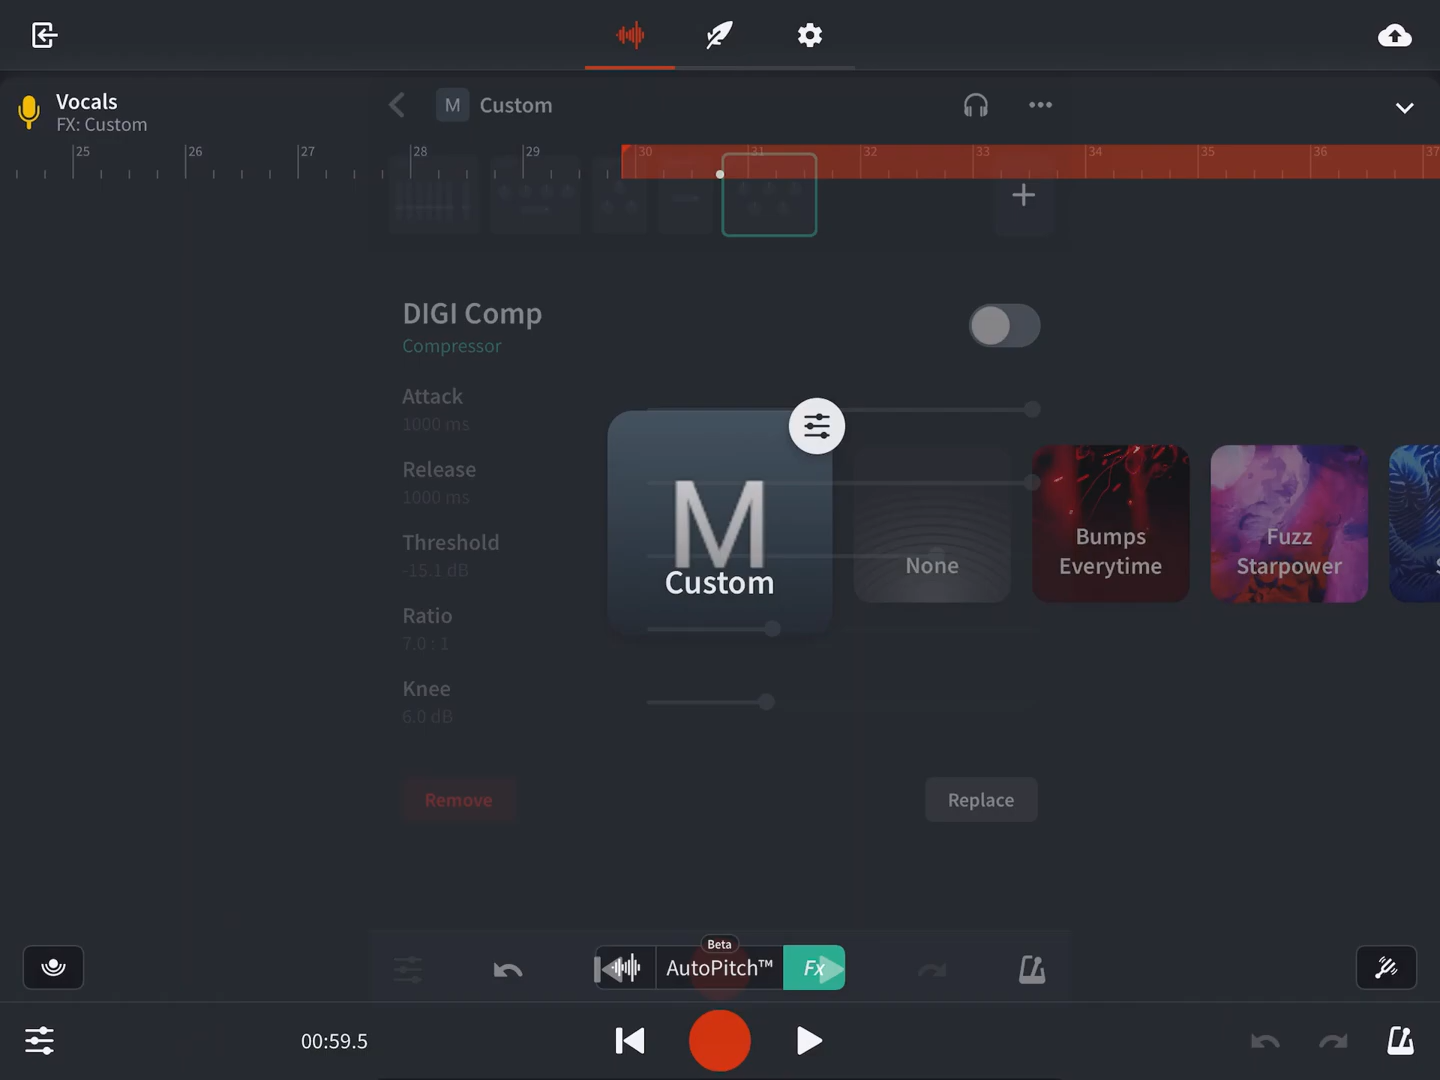 Vocals
FX: Custom
M Custom
25 26 27 28 29 30 31 32 33 34 35 36 37
DIGI Comp
Compressor
Attack
1000 ms
Release
1000 ms
Threshold
-15.1 dB
Ratio
7.0 : 1
Knee
6.0 dB
M
Custom
None
Bumps
Everytime
Fuzz
Starpower
Remove
Replace
Beta
AutoPitch™
Fx
00:59.5